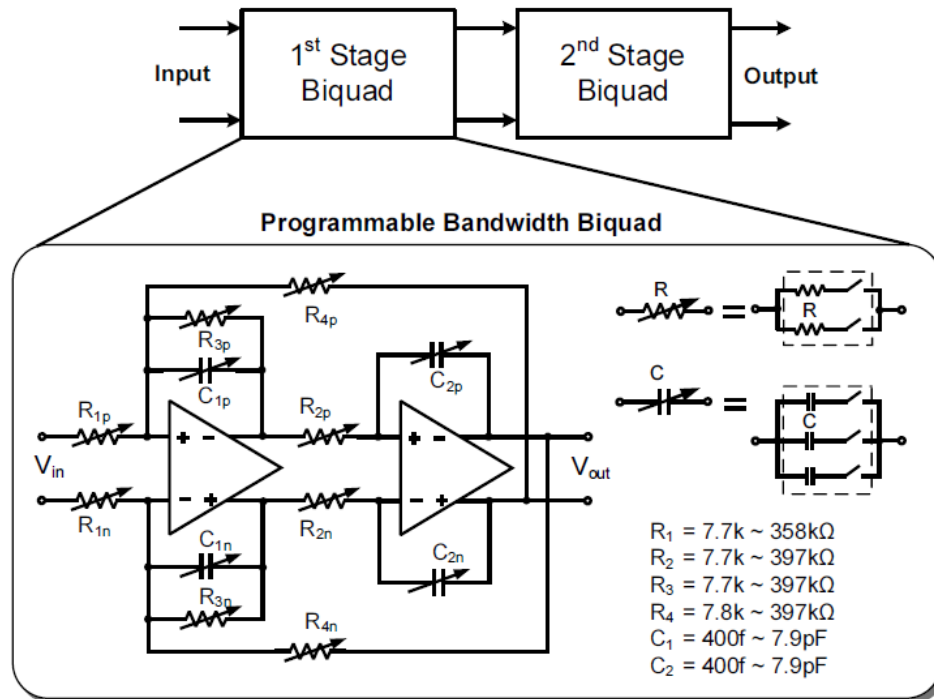 Input
1st Stage
Biquad
2nd Stage
Biquad
Output
Programmable Bandwidth Biquad
R4p
R3p
C1p
R1p
R2p
C2p
+ −
+ −
Vin
Vout
− +
− +
R1n
R2n
C1n
C2n
R3n
R4n
R
=
R
C
=
C
R1 = 7.7k ~ 358kΩ
R2 = 7.7k ~ 397kΩ
R3 = 7.7k ~ 397kΩ
R4 = 7.8k ~ 397kΩ
C1 = 400f ~ 7.9pF
C2 = 400f ~ 7.9pF